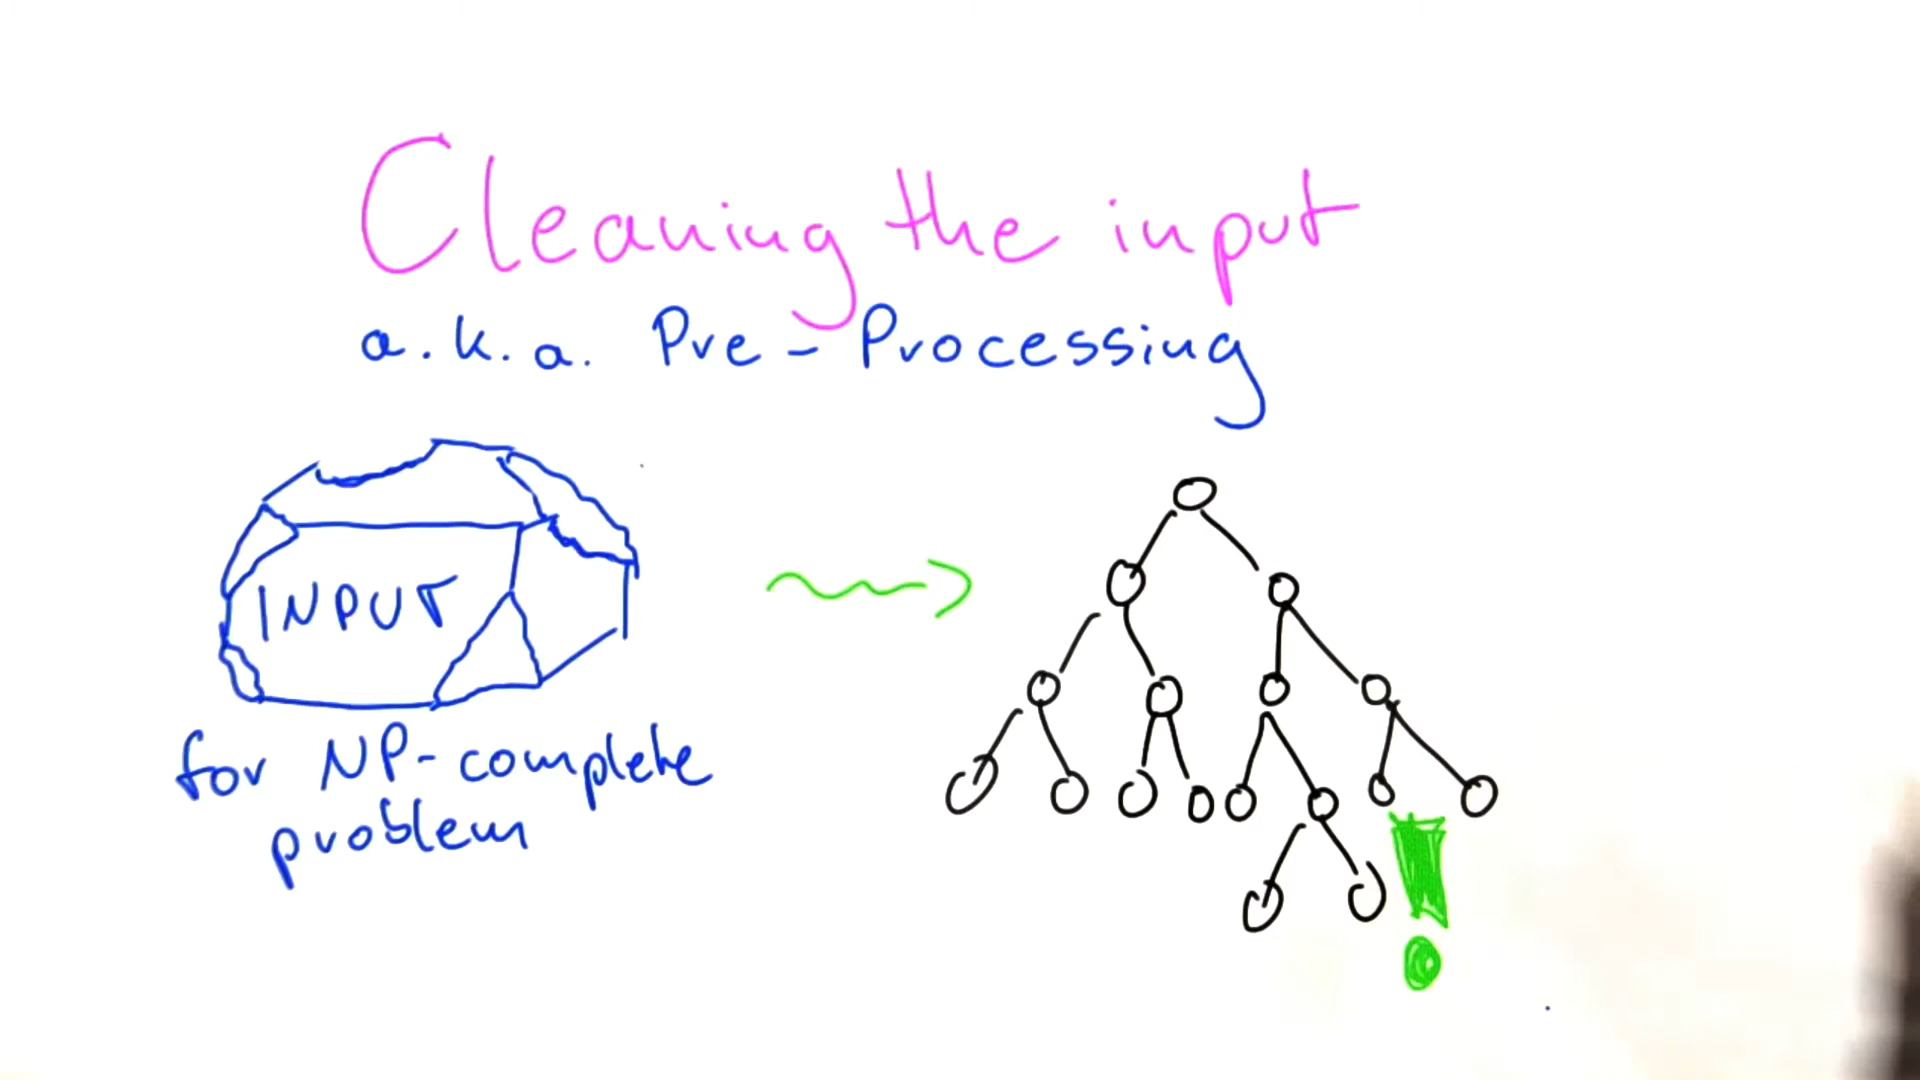 Cleaning the input
a.k.a. Pre-Processing
INPUT
for NP-complete
problem
!